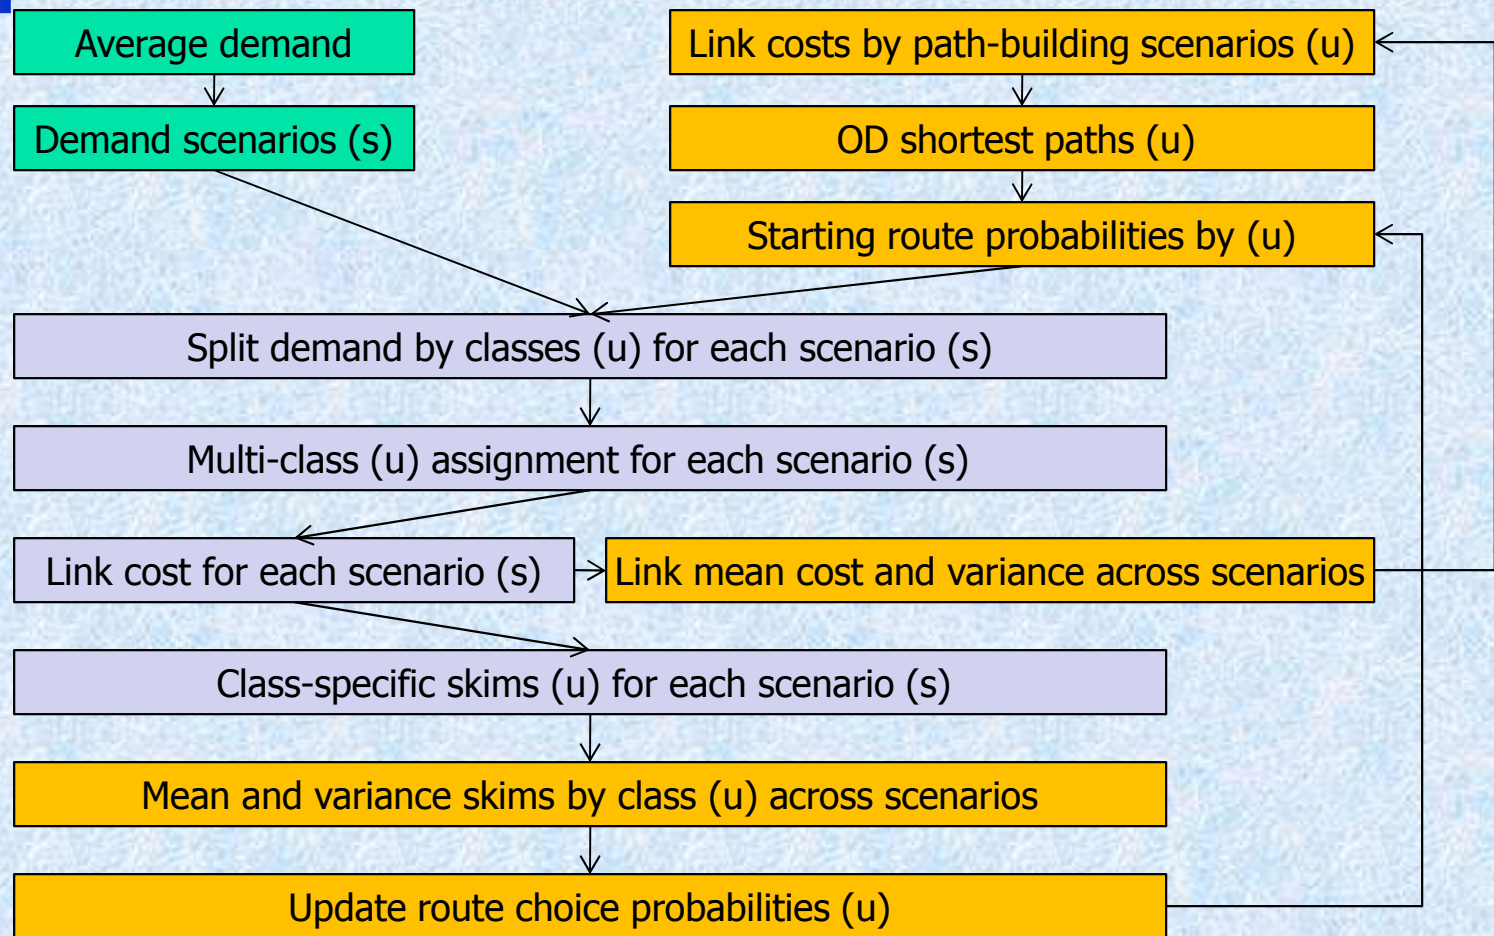 Average demand
Link costs by path-building scenarios (u)
Demand scenarios (s)
OD shortest paths (u)
Starting route probabilities by (u)
Split demand by classes (u) for each scenario (s)
Multi-class (u) assignment for each scenario (s)
Link cost for each scenario (s)
Link mean cost and variance across scenarios
Class-specific skims (u) for each scenario (s)
Mean and variance skims by class (u) across scenarios
Update route choice probabilities (u)